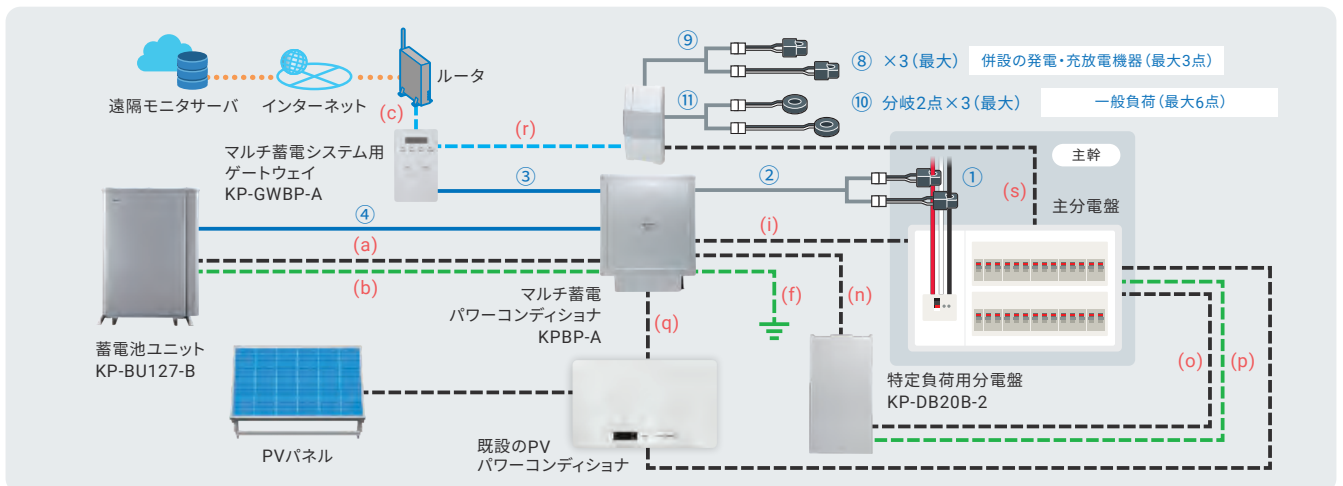 遠隔モニタサーバ
インターネット
ルータ
(c)
(r)
マルチ蓄電システム用
ゲートウェイ
KP-GWBP-A
③
⑨
⑧ ×3(最大)
併設の発電・充放電機器(最大3点)
⑪
⑩ 分岐2点×3(最大)
一般負荷(最大6点)
②
①
主幹
主分電盤
(s)
④
(a)
(b)
(i)
(f)
(n)
(q)
マルチ蓄電
パワーコンディショナ
KPBP-A
蓄電池ユニット
KP-BU127-B
PVパネル
既設のPV
パワーコンディショナ
特定負荷用分電盤
KP-DB20B-2
(o)
(p)